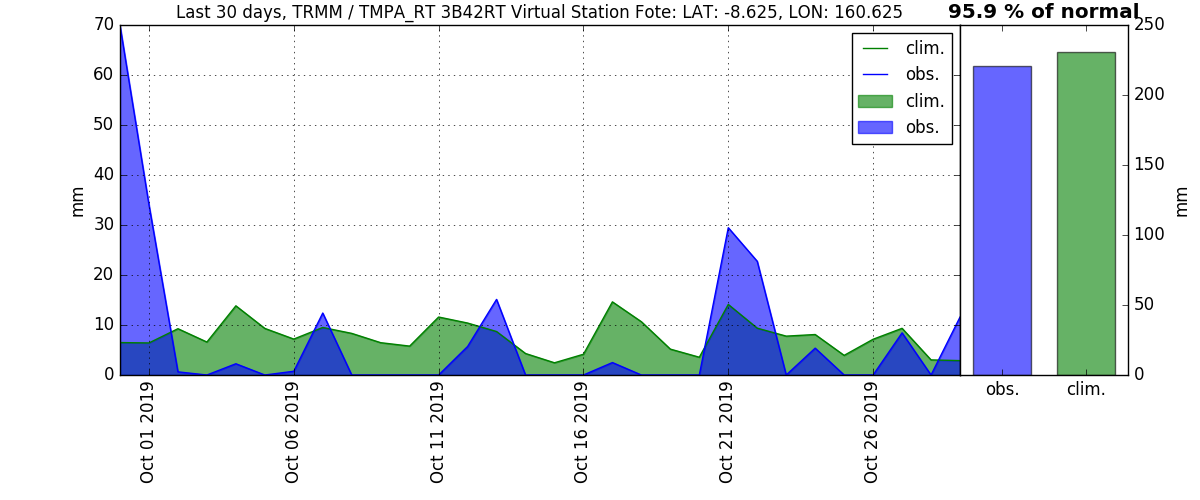 Last 30 days, TRMM / TMPA_RT 3B42RT Virtual Station Fote: LAT: -8.625, LON: 160.625
95.9 % of normal
70
60
50
40
30
20
10
0
mm
clim.
obs.
clim.
obs.
Oct 01 2019
Oct 06 2019
Oct 11 2019
Oct 16 2019
Oct 21 2019
Oct 26 2019
250
200
150
100
50
0
mm
obs.
clim.